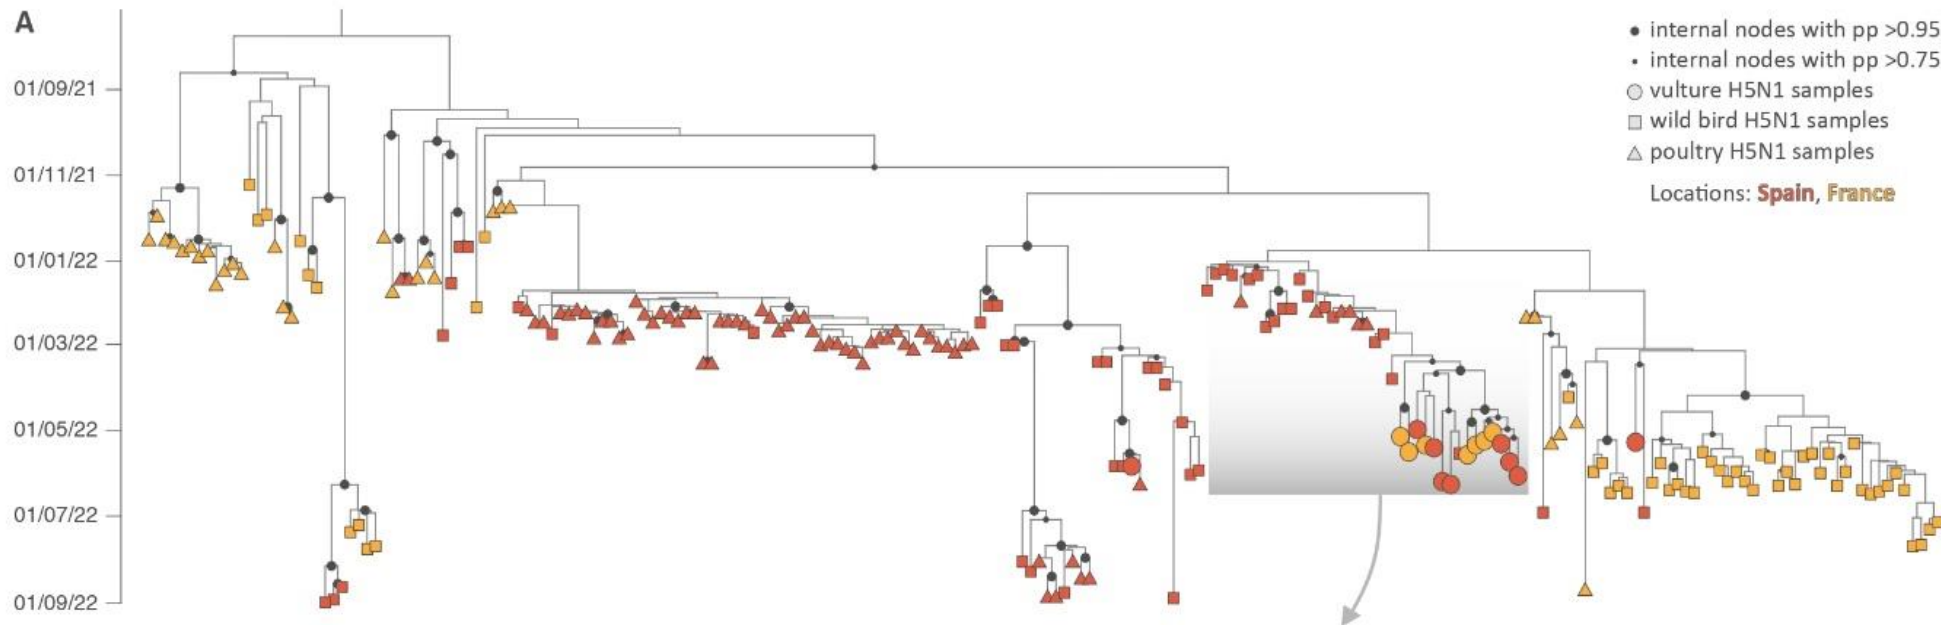 A
internal nodes with pp >0.95
internal nodes with pp >0.75
vulture H5N1 samples
wild bird H5N1 samples
poultry H5N1 samples
Locations: Spain, France
01/09/21
01/11/21
01/01/22
01/03/22
01/05/22
01/07/22
01/09/22